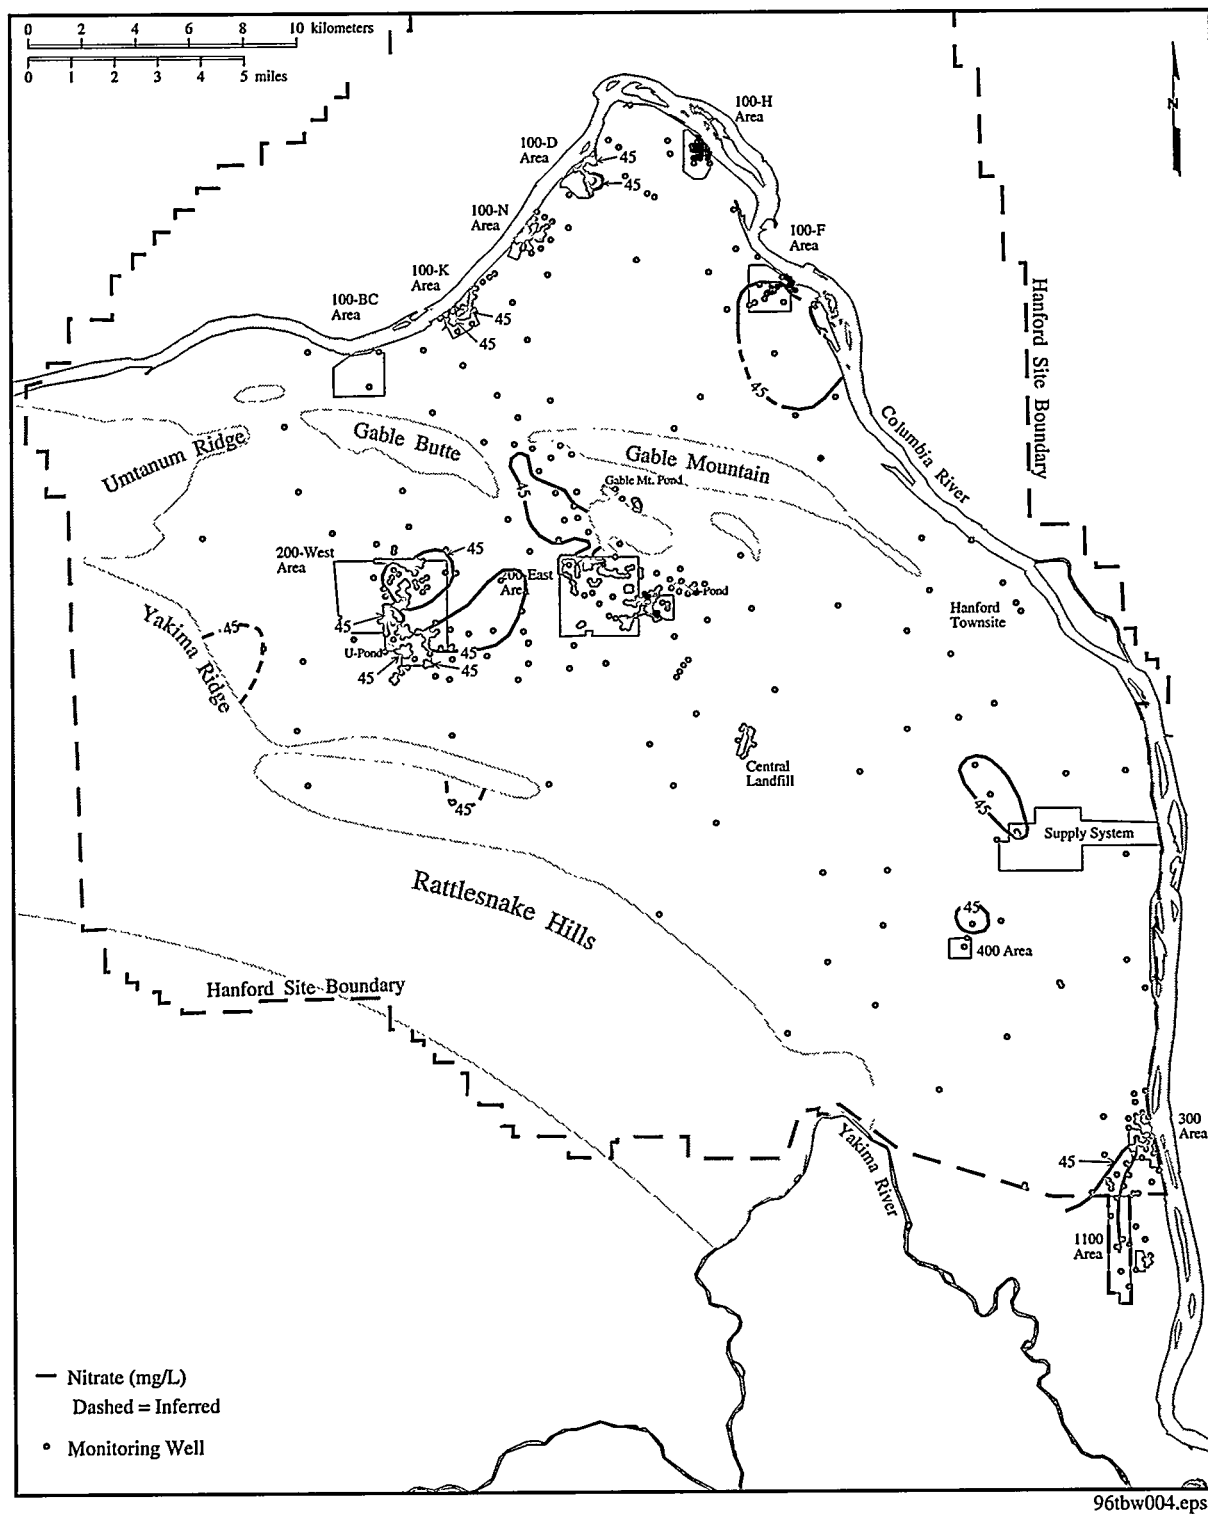 0 2 4 6 8 10 kilometers
0 1 2 3 4 5 miles
N
100-H
Area
100-D
Area
45
45
100-N
Area
100-F
Area
100-K
Area
100-BC
Area
45
45
45
Hanford Site Boundary
Columbia River
Umtanum Ridge
Gable Butte
Gable Mountain
Gable Mt. Pond
45
200-West
Area
45
200-East
Area
Pond
Hanford
Townsite
Yakima Ridge
45
45
U-Pond
45
45
45
Central
Landfill
45
45
Supply System
Rattlesnake Hills
45
400 Area
Hanford Site Boundary
300
Area
45
Yakima River
1100
Area
Nitrate (mg/L)
Dashed = Inferred
Monitoring Well
96tbw004.eps